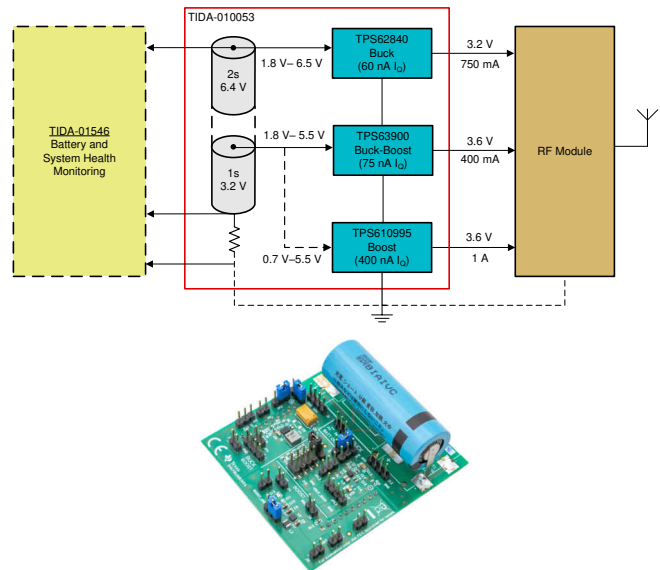 TIDA-010053
TIDA-01546
Battery and
System Health
Monitoring
2s
6.4 V
1.8 V– 6.5 V
TPS62840
Buck
(60 nA IQ)
3.2 V
750 mA
1s
3.2 V
1.8 V– 5.5 V
TPS63900
Buck-Boost
(75 nA IQ)
3.6 V
400 mA
RF Module
0.7 V–5.5 V
TPS610995
Boost
(400 nA IQ)
3.6 V
1 A
CE